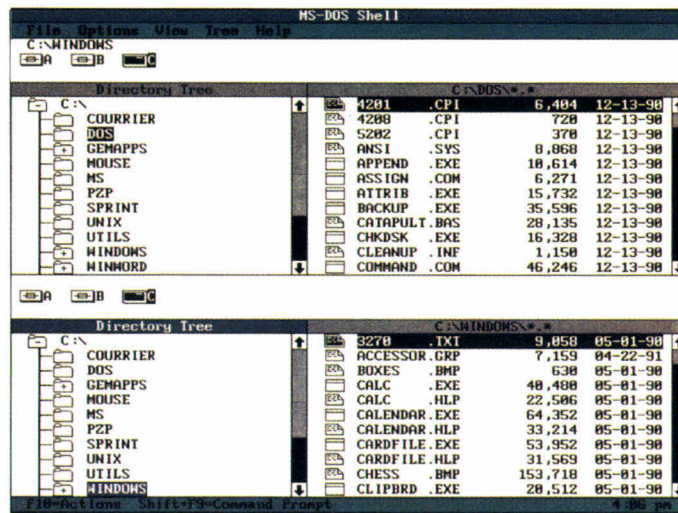 MS-DOS Shell
File Options View Tree Help
C:\WINDOWS
A B C
Directory Tree C:\DOS\*.*
C:\ 4201 .CPI 6,404 12-13-90
COURRIER 4208 .CPI 720 12-13-90
DOS 5202 .CPI 370 12-13-90
GEMAPPS ANSI .SYS 8,868 12-13-90
MOUSE APPEND .EXE 10,614 12-13-90
MS ASSIGN .COM 6,271 12-13-90
PZP ATTRIB .EXE 15,732 12-13-90
SPRINT BACKUP .EXE 35,596 12-13-90
UNIX CATAPULT.BAS 28,135 12-13-90
UTILS CHKDSK .EXE 16,328 12-13-90
WINDOWS CLEANUP .INF 1,150 12-13-90
WINWORD COMMAND .COM 46,246 12-13-90
A B C
Directory Tree C:\WINDOWS\*.*
C:\ 3270 .TXT 9,058 05-01-90
COURRIER ACCESSOR.GRP 7,159 04-22-91
DOS BOXES .BMP 630 05-01-90
GEMAPPS CALC .EXE 40,480 05-01-90
MOUSE CALC .HLP 22,506 05-01-90
MS CALENDAR.EXE 64,352 05-01-90
PZP CALENDAR.HLP 33,214 05-01-90
SPRINT CARDFILE.EXE 53,952 05-01-90
UNIX CARDFILE.HLP 31,569 05-01-90
UTILS CHESS .BMP 153,718 05-01-90
WINDOWS CLIPBRD .EXE 20,512 05-01-90
F10=Actions Shift+F9=Command Prompt 4:06 pm